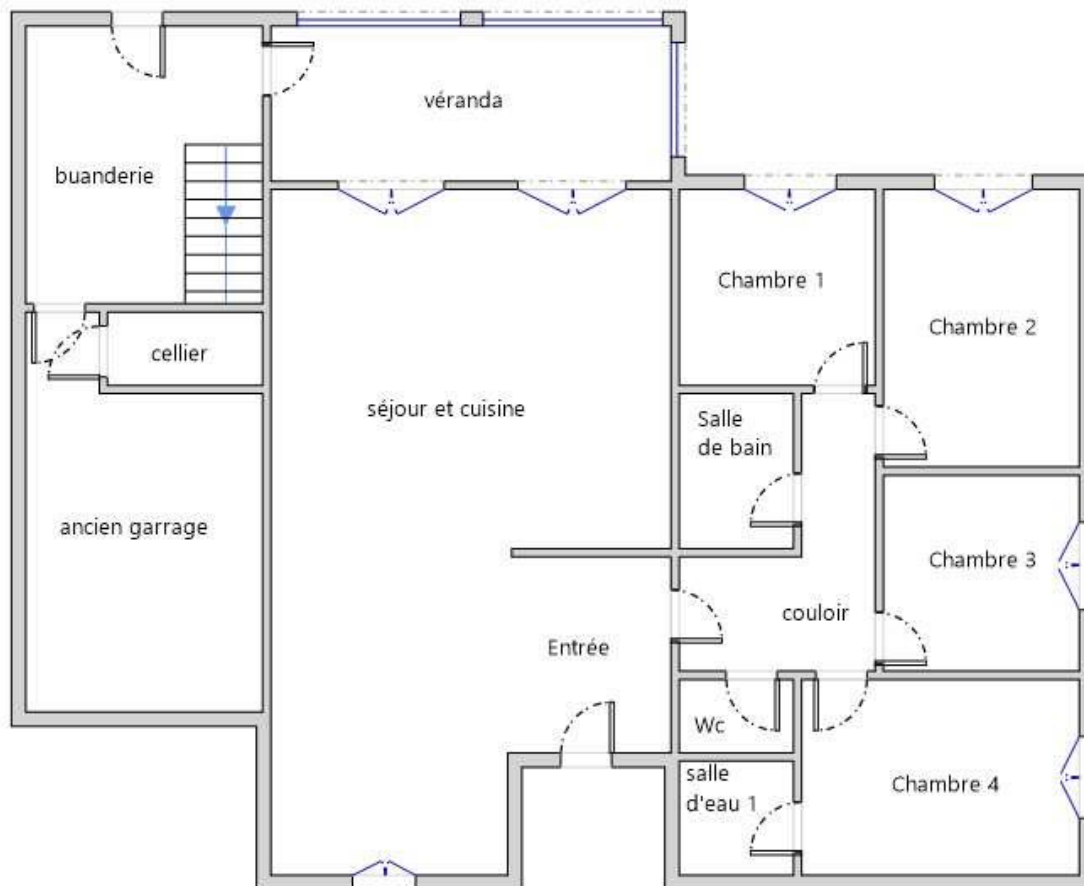 véranda
buanderie
Chambre 1
Chambre 2
cellier
séjour et cuisine
Salle
de bain
ancien garrage
Chambre 3
couloir
Entrée
Wc
salle
d'eau 1
Chambre 4